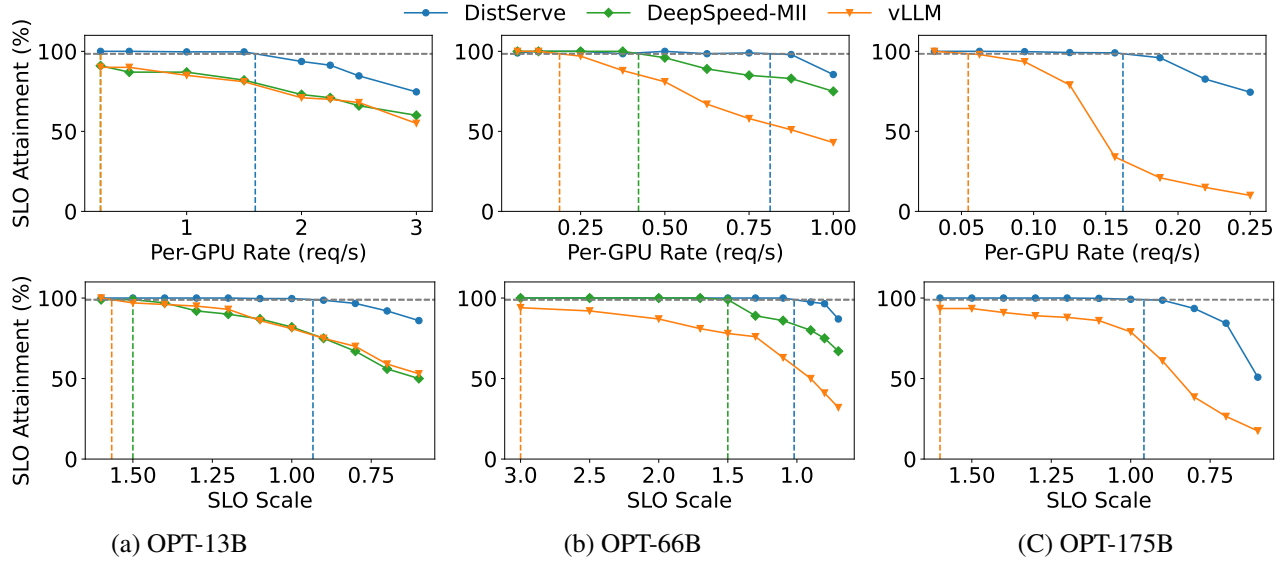 DistServe DeepSpeed-MII vLLM
SLO Attainment (%)
100
50
0
1 2 3
Per-GPU Rate (req/s)
100
50
0
0.25 0.50 0.75 1.00
Per-GPU Rate (req/s)
100
50
0
0.05 0.10 0.15 0.20 0.25
Per-GPU Rate (req/s)
SLO Attainment (%)
100
50
0
1.50 1.25 1.00 0.75
SLO Scale
100
50
0
3.0 2.5 2.0 1.5 1.0
SLO Scale
100
50
0
1.50 1.25 1.00 0.75
SLO Scale
(a) OPT-13B
(b) OPT-66B
(C) OPT-175B